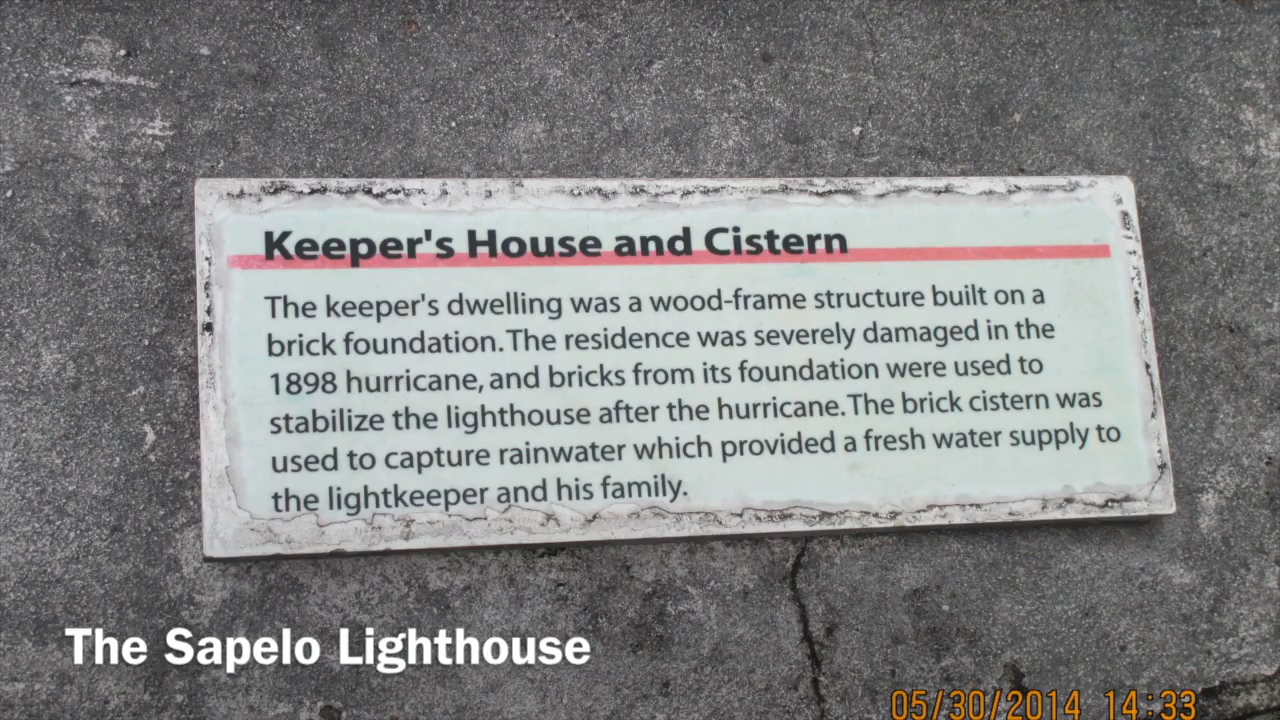 Keeper's House and Cistern
The keeper's dwelling was a wood-frame structure built on a
brick foundation. The residence was severely damaged in the
1898 hurricane, and bricks from its foundation were used to
stabilize the lighthouse after the hurricane. The brick cistern was
used to capture rainwater which provided a fresh water supply to
the lightkeeper and his family.
The Sapelo Lighthouse
05/30/2014 14:33